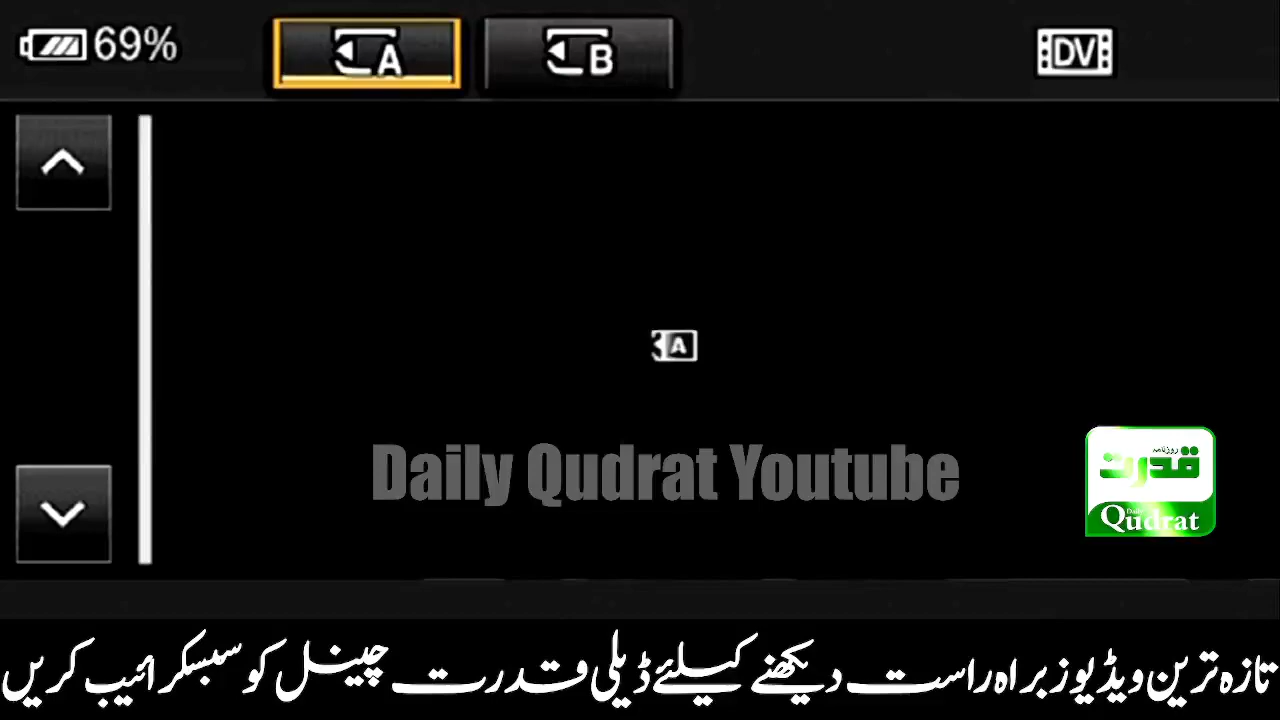 69%
A
B
DV
A
Daily Qudrat Youtube
روزنامہ
قدرت
Daily
Qudrat
تازہ ترین ویڈیوز براہ راست دیکھنے کیلئے ڈیلی قدرت چینل کو سبسکرائیب کریں